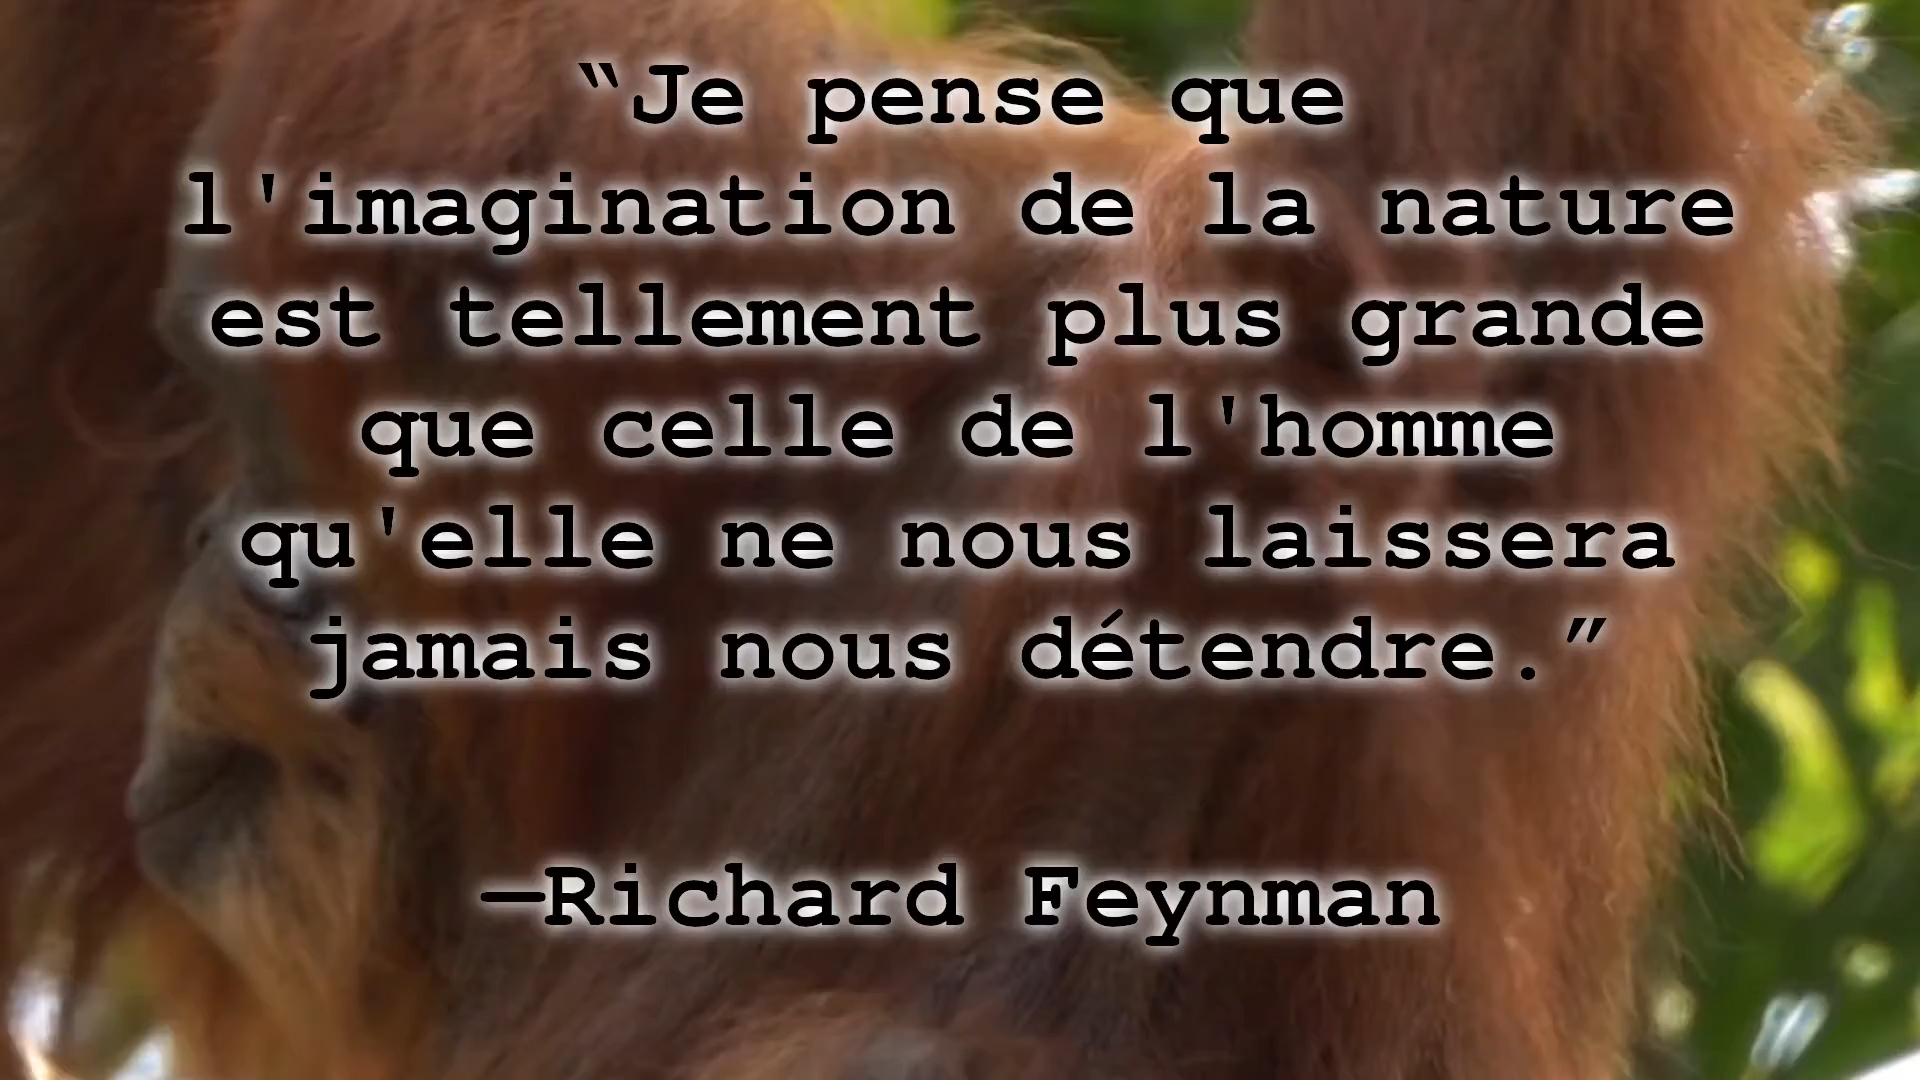 “Je pense que
l'imagination de la nature
est tellement plus grande
que celle de l'homme
qu'elle ne nous laissera
jamais nous détendre.”
—Richard Feynman